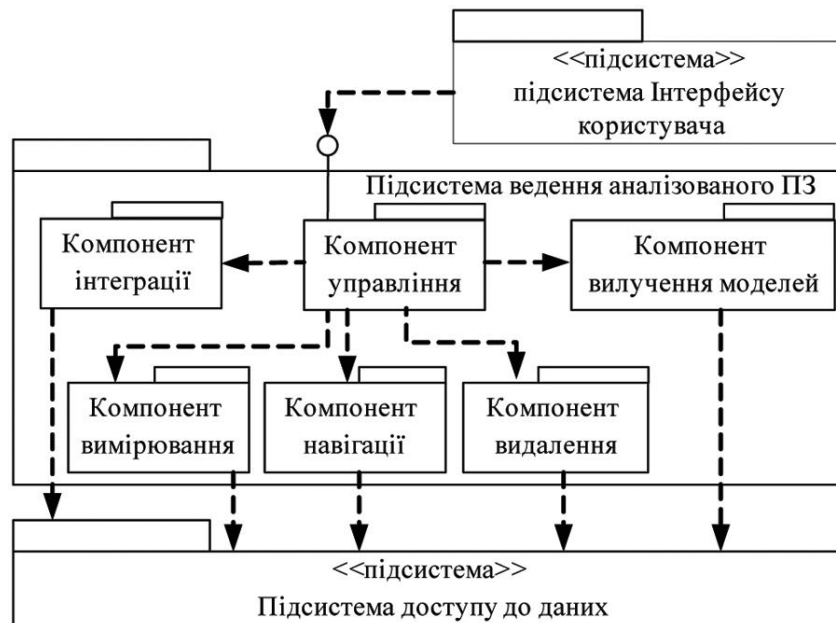 <<підсистема>>
підсистема Інтерфейсу
користувача
Підсистема ведення аналізованого ПЗ
Компонент
інтеграції
Компонент
управління
Компонент
вилучення моделей
Компонент
вимірювання
Компонент
навігації
Компонент
видалення
<<підсистема>>
Підсистема доступу до даних